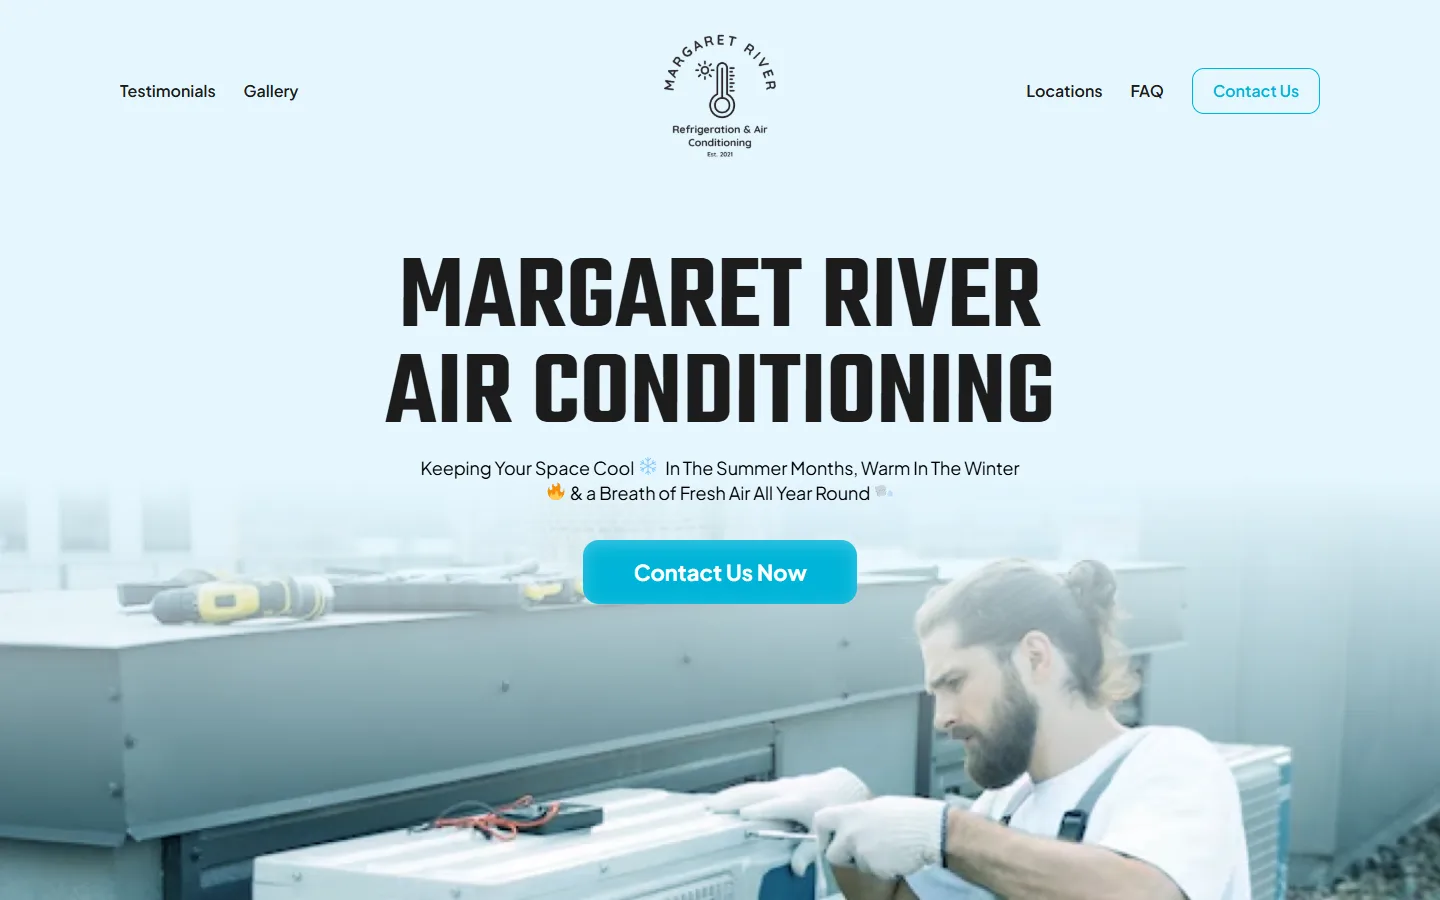 Testimonials
Gallery
MARGARET RIVER
Refrigeration & Air
Conditioning
Est. 2021
Locations
FAQ
Contact Us
MARGARET RIVER
AIR CONDITIONING
Keeping Your Space Cool ❄️ In The Summer Months, Warm In The Winter
🔥 & a Breath of Fresh Air All Year Round 🌬️
Contact Us Now